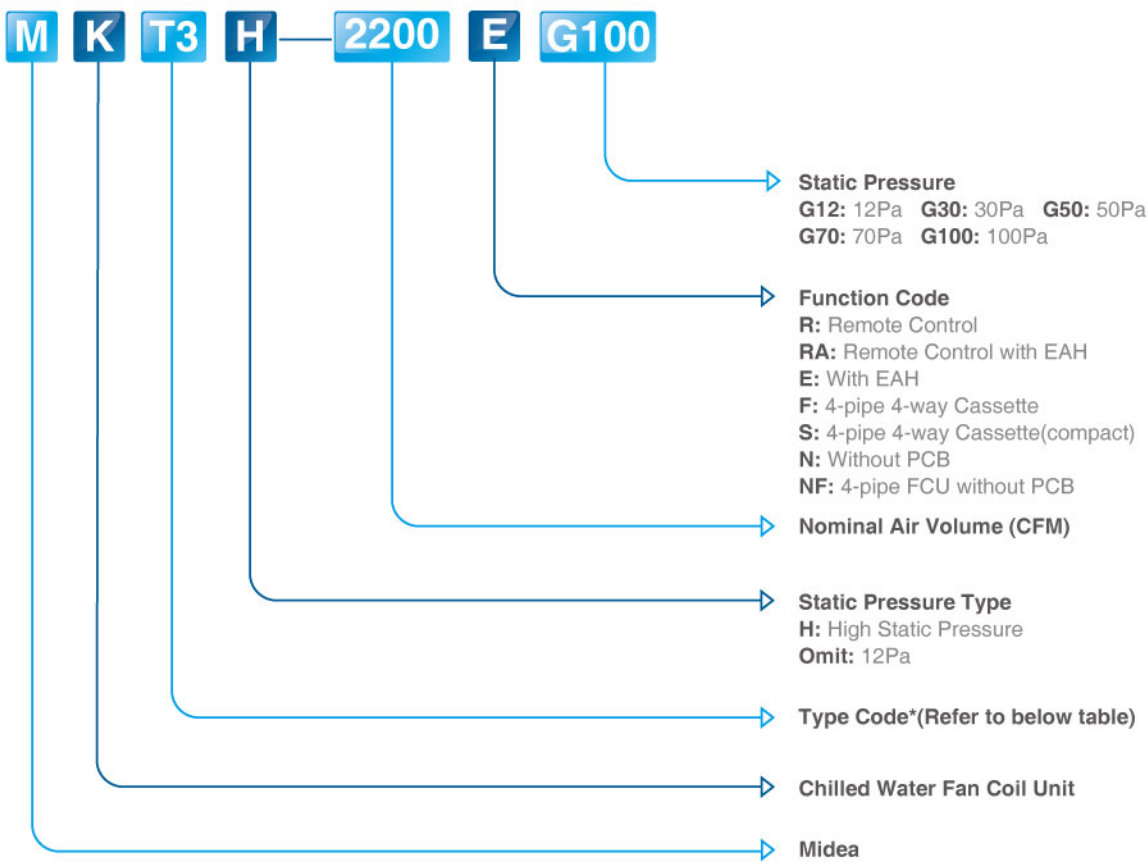 M K T3 H 2200 E G100
Static Pressure
G12: 12Pa G30: 30Pa G50: 50Pa
G70: 70Pa G100: 100Pa
Function Code
R: Remote Control
RA: Remote Control with EAH
E: With EAH
F: 4-pipe 4-way Cassette
S: 4-pipe 4-way Cassette(compact)
N: Without PCB
NF: 4-pipe FCU without PCB
Nominal Air Volume (CFM)
Static Pressure Type
H: High Static Pressure
Omit: 12Pa
Type Code*(Refer to below table)
Chilled Water Fan Coil Unit
Midea